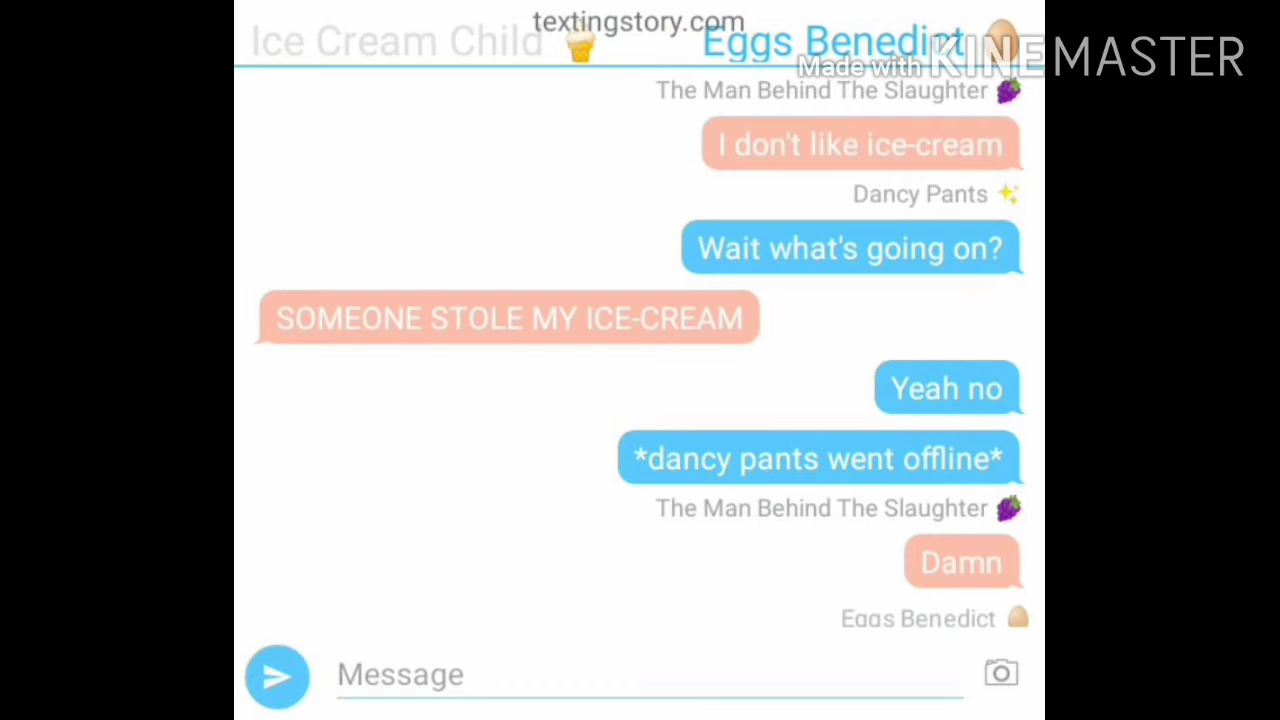 textingstory.com
Ice Cream Child
Eggs Benedict
Made with KINEMASTER
The Man Behind The Slaughter
I don't like ice-cream
Dancy Pants
Wait what's going on?
SOMEONE STOLE MY ICE-CREAM
Yeah no
*dancy pants went offline*
The Man Behind The Slaughter
Damn
Eggs Benedict
Message